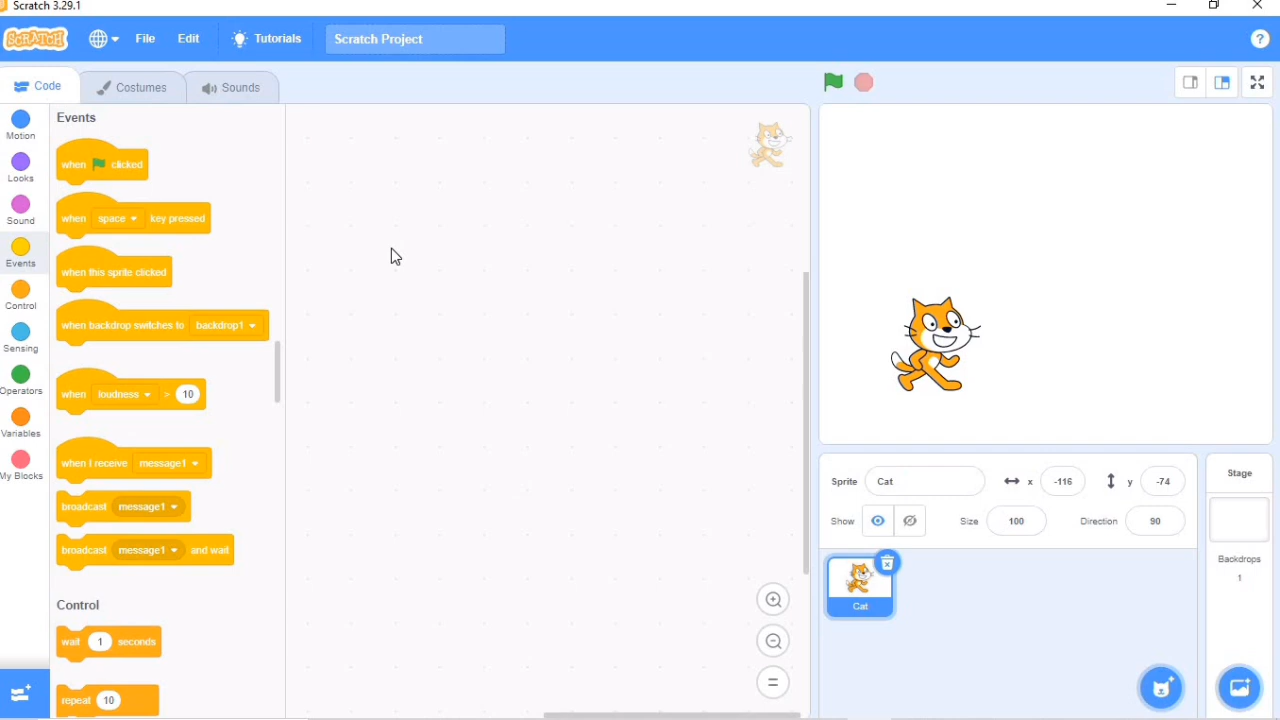 Scratch 3.29.1
SCRATCH
File
Edit
Tutorials
Scratch Project
?
Code
Costumes
Sounds
Motion
Looks
Sound
Events
Control
Sensing
Operators
Variables
My Blocks
Events
when clicked
when space key pressed
when this sprite clicked
when backdrop switches to backdrop1
when loudness > 10
when I receive message1
broadcast message1
broadcast message1 and wait
Control
wait 1 seconds
repeat 10
Sprite Cat x -116 y -74
Show Size 100 Direction 90
Cat
Stage
Backdrops
1